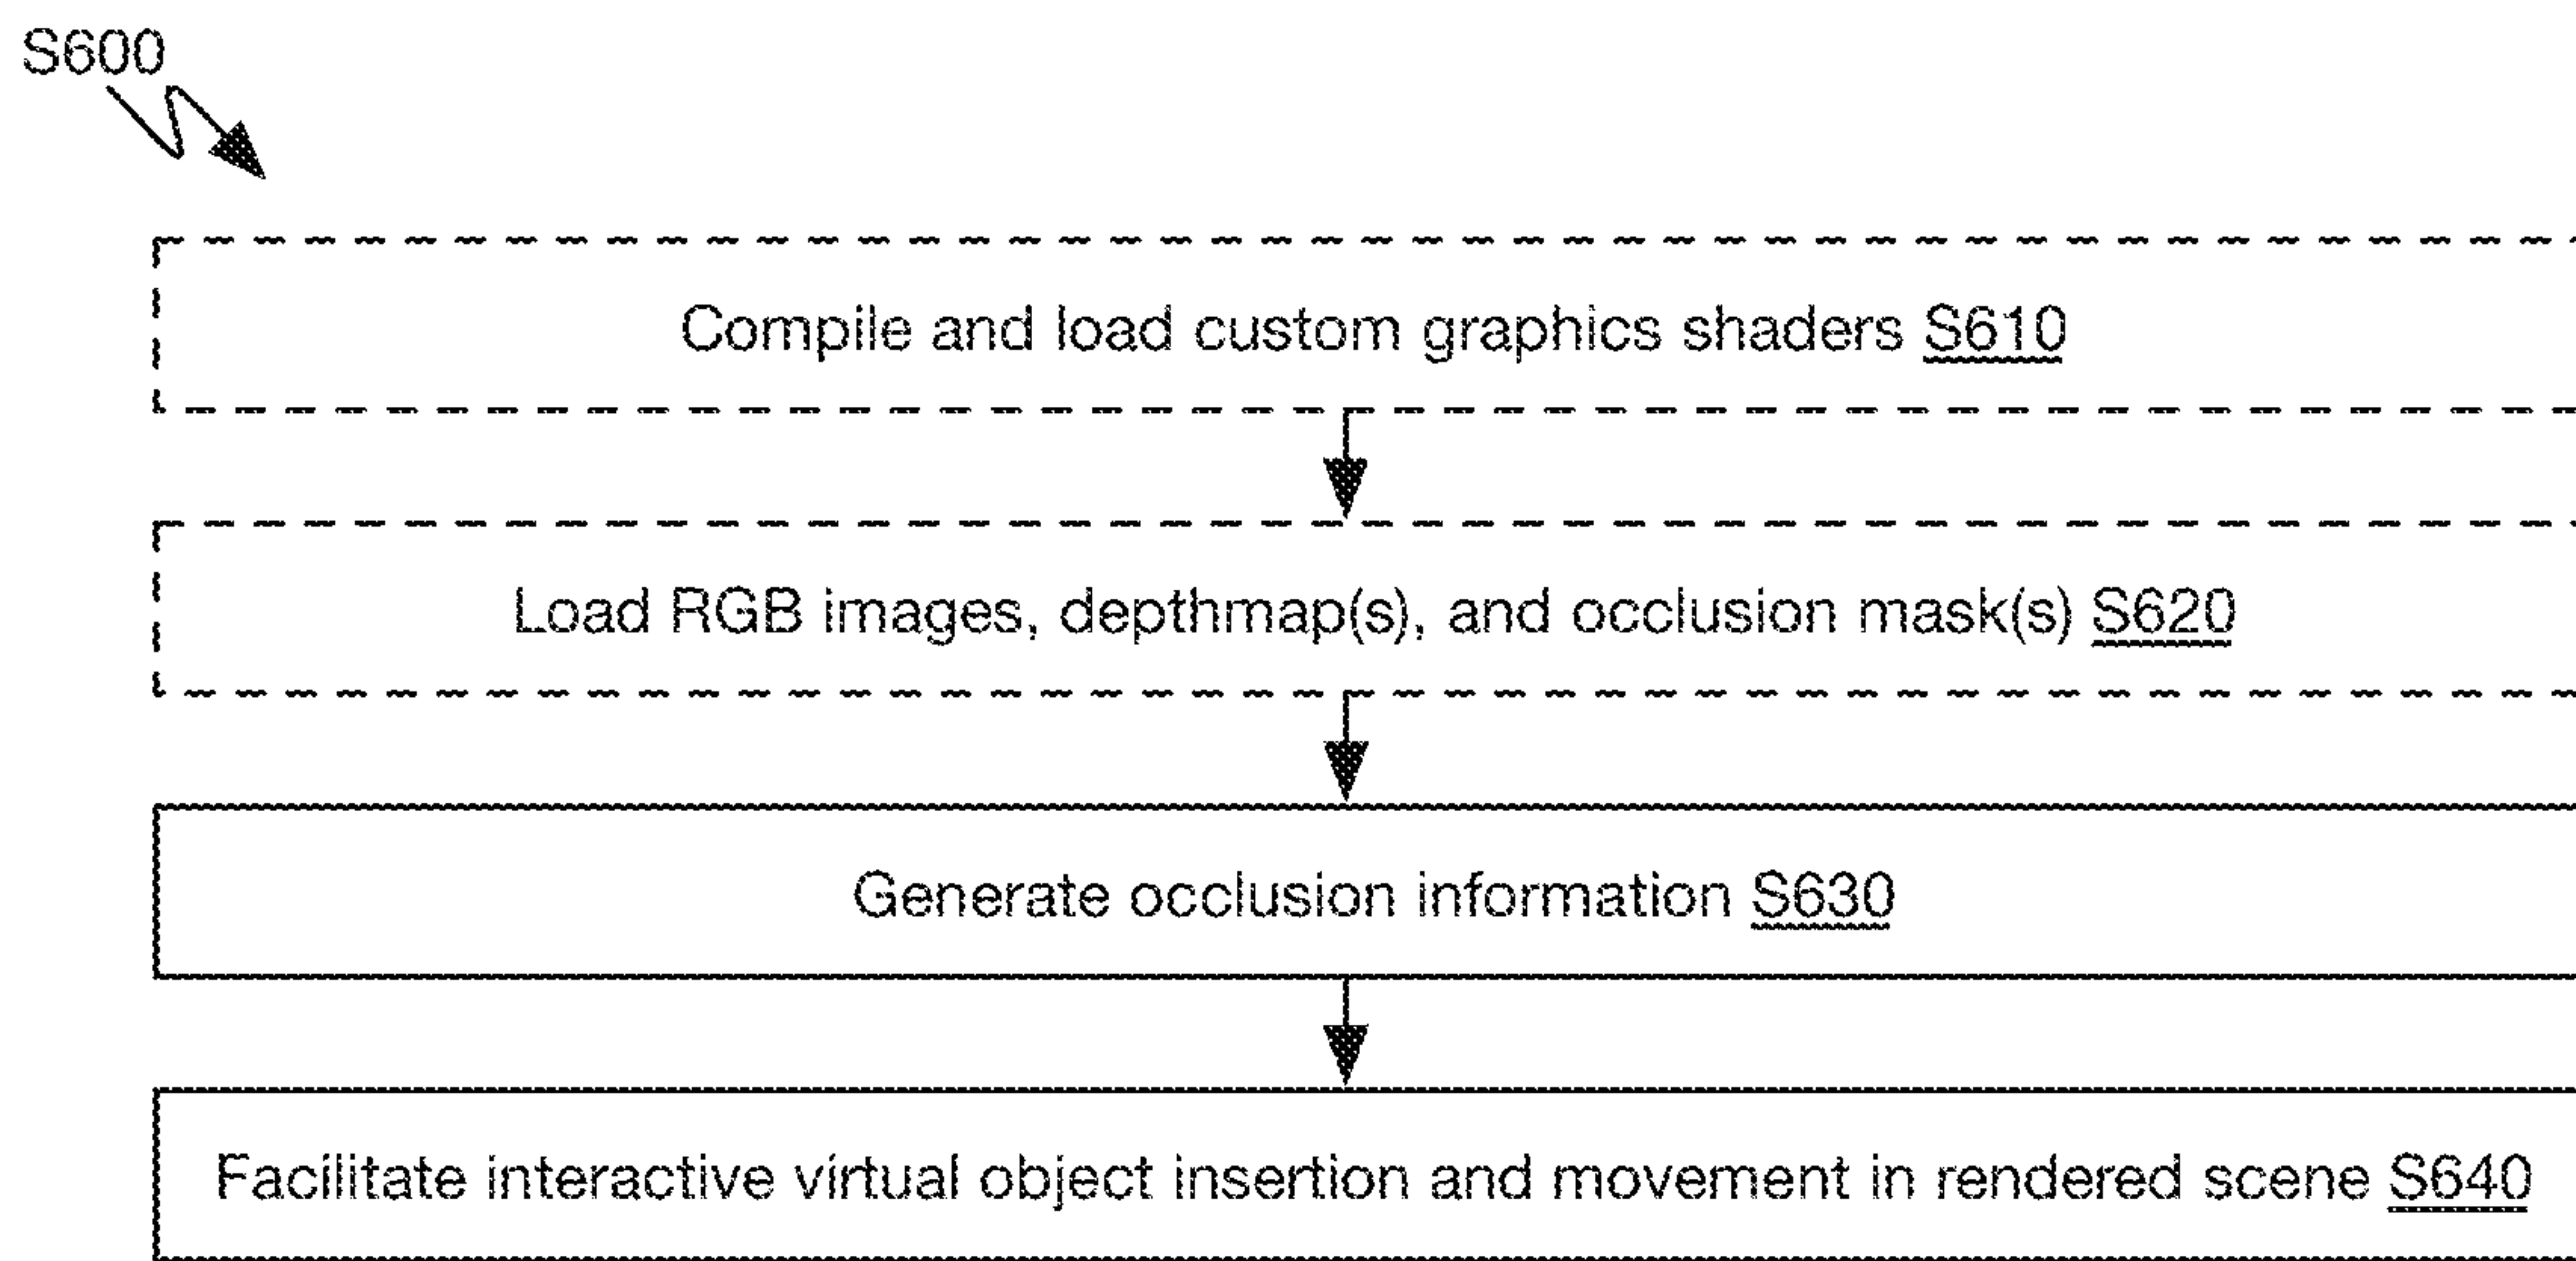 S600
Compile and load custom graphics shaders S610
Load RGB images, depthmap(s), and occlusion mask(s) S620
Generate occlusion information S630
Facilitate interactive virtual object insertion and movement in rendered scene S640